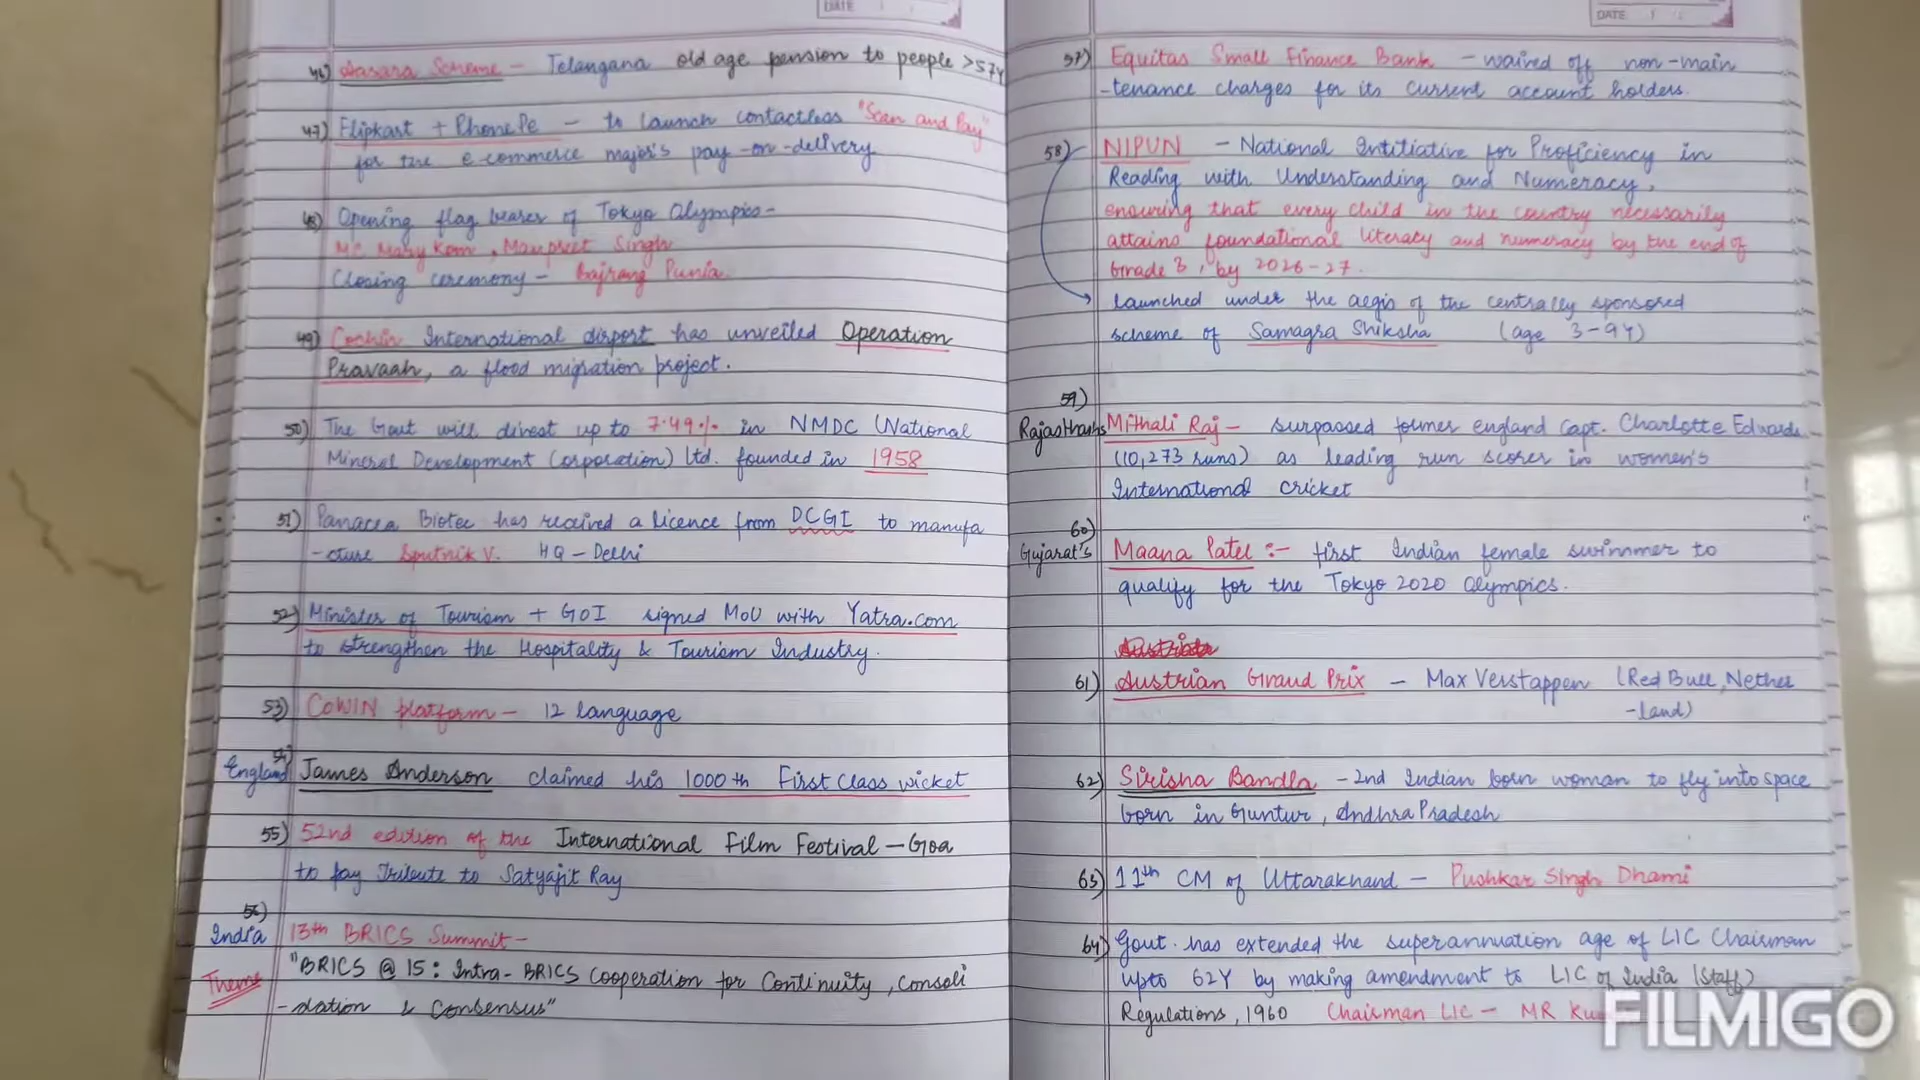 DATE
46) Aasara Scheme - Telangana old age pension to people >57Y
47) Flipkart + PhonePe - to launch contactless "Scan and Pay"
for the e-commerce major's pay-on-delivery
48) Opening flag bearer of Tokyo Olympics-
MC Mary Kom, Manpreet Singh
Closing ceremony - Bajrang Punia.
49) Cochin International airport has unveiled Operation
Pravaah, a flood migration project.
50) The Govt will divest up to 7.49% in NMDC (National
Mineral Development Corporation) Ltd. founded in 1958
51) Panacea Biotec has received a licence from DCGI to manufa
-cture Sputnik V. HQ - Delhi
52) Minister of Tourism + GOI signed MoU with Yatra.com
to strengthen the Hospitality & Tourism Industry.
53) CoWIN platform - 12 language
54)
England James Anderson claimed his 1000th First Class wicket
55) 52nd edition of the International Film Festival - Goa
to pay Tribute to Satyajit Ray
56)
India 13th BRICS Summit -
Theme "BRICS @ 15: Intra-BRICS Cooperation for Continuity, Consoli
-dation & Consensus"
DATE
57) Equitas Small Finance Bank - waived off non-main
-tenance charges for its current account holders.
58) NIPUN - National Intitiative for Proficiency in
Reading with Understanding and Numeracy,
ensuring that every child in the country necessarily
attains foundational literacy and numeracy by the end of
Grade 3, by 2026-27.
launched under the aegis of the centrally sponsored
scheme of Samagra Shiksha (age 3-9Y)
59)
Rajasthan's Mithali Raj - surpassed former england Capt. Charlotte Edwards
(10,273 runs) as leading run scorer in women's
International cricket
60)
Gujarat's Maana Patel :- first Indian female swimmer to
qualify for the Tokyo 2020 Olympics.
61) Austrian Grand Prix - Max Verstappen (Red Bull, Nether
-land)
62) Sirisha Bandla - 2nd Indian born woman to fly into space
born in Guntur, Andhra Pradesh
63) 11th CM of Uttarakhand - Pushkar Singh Dhami
64) Govt. has extended the superannuation age of LIC Chairman
upto 62Y by making amendment to LIC of India (Staff)
Regulations, 1960 Chairman LIC - MR
FILMIGO